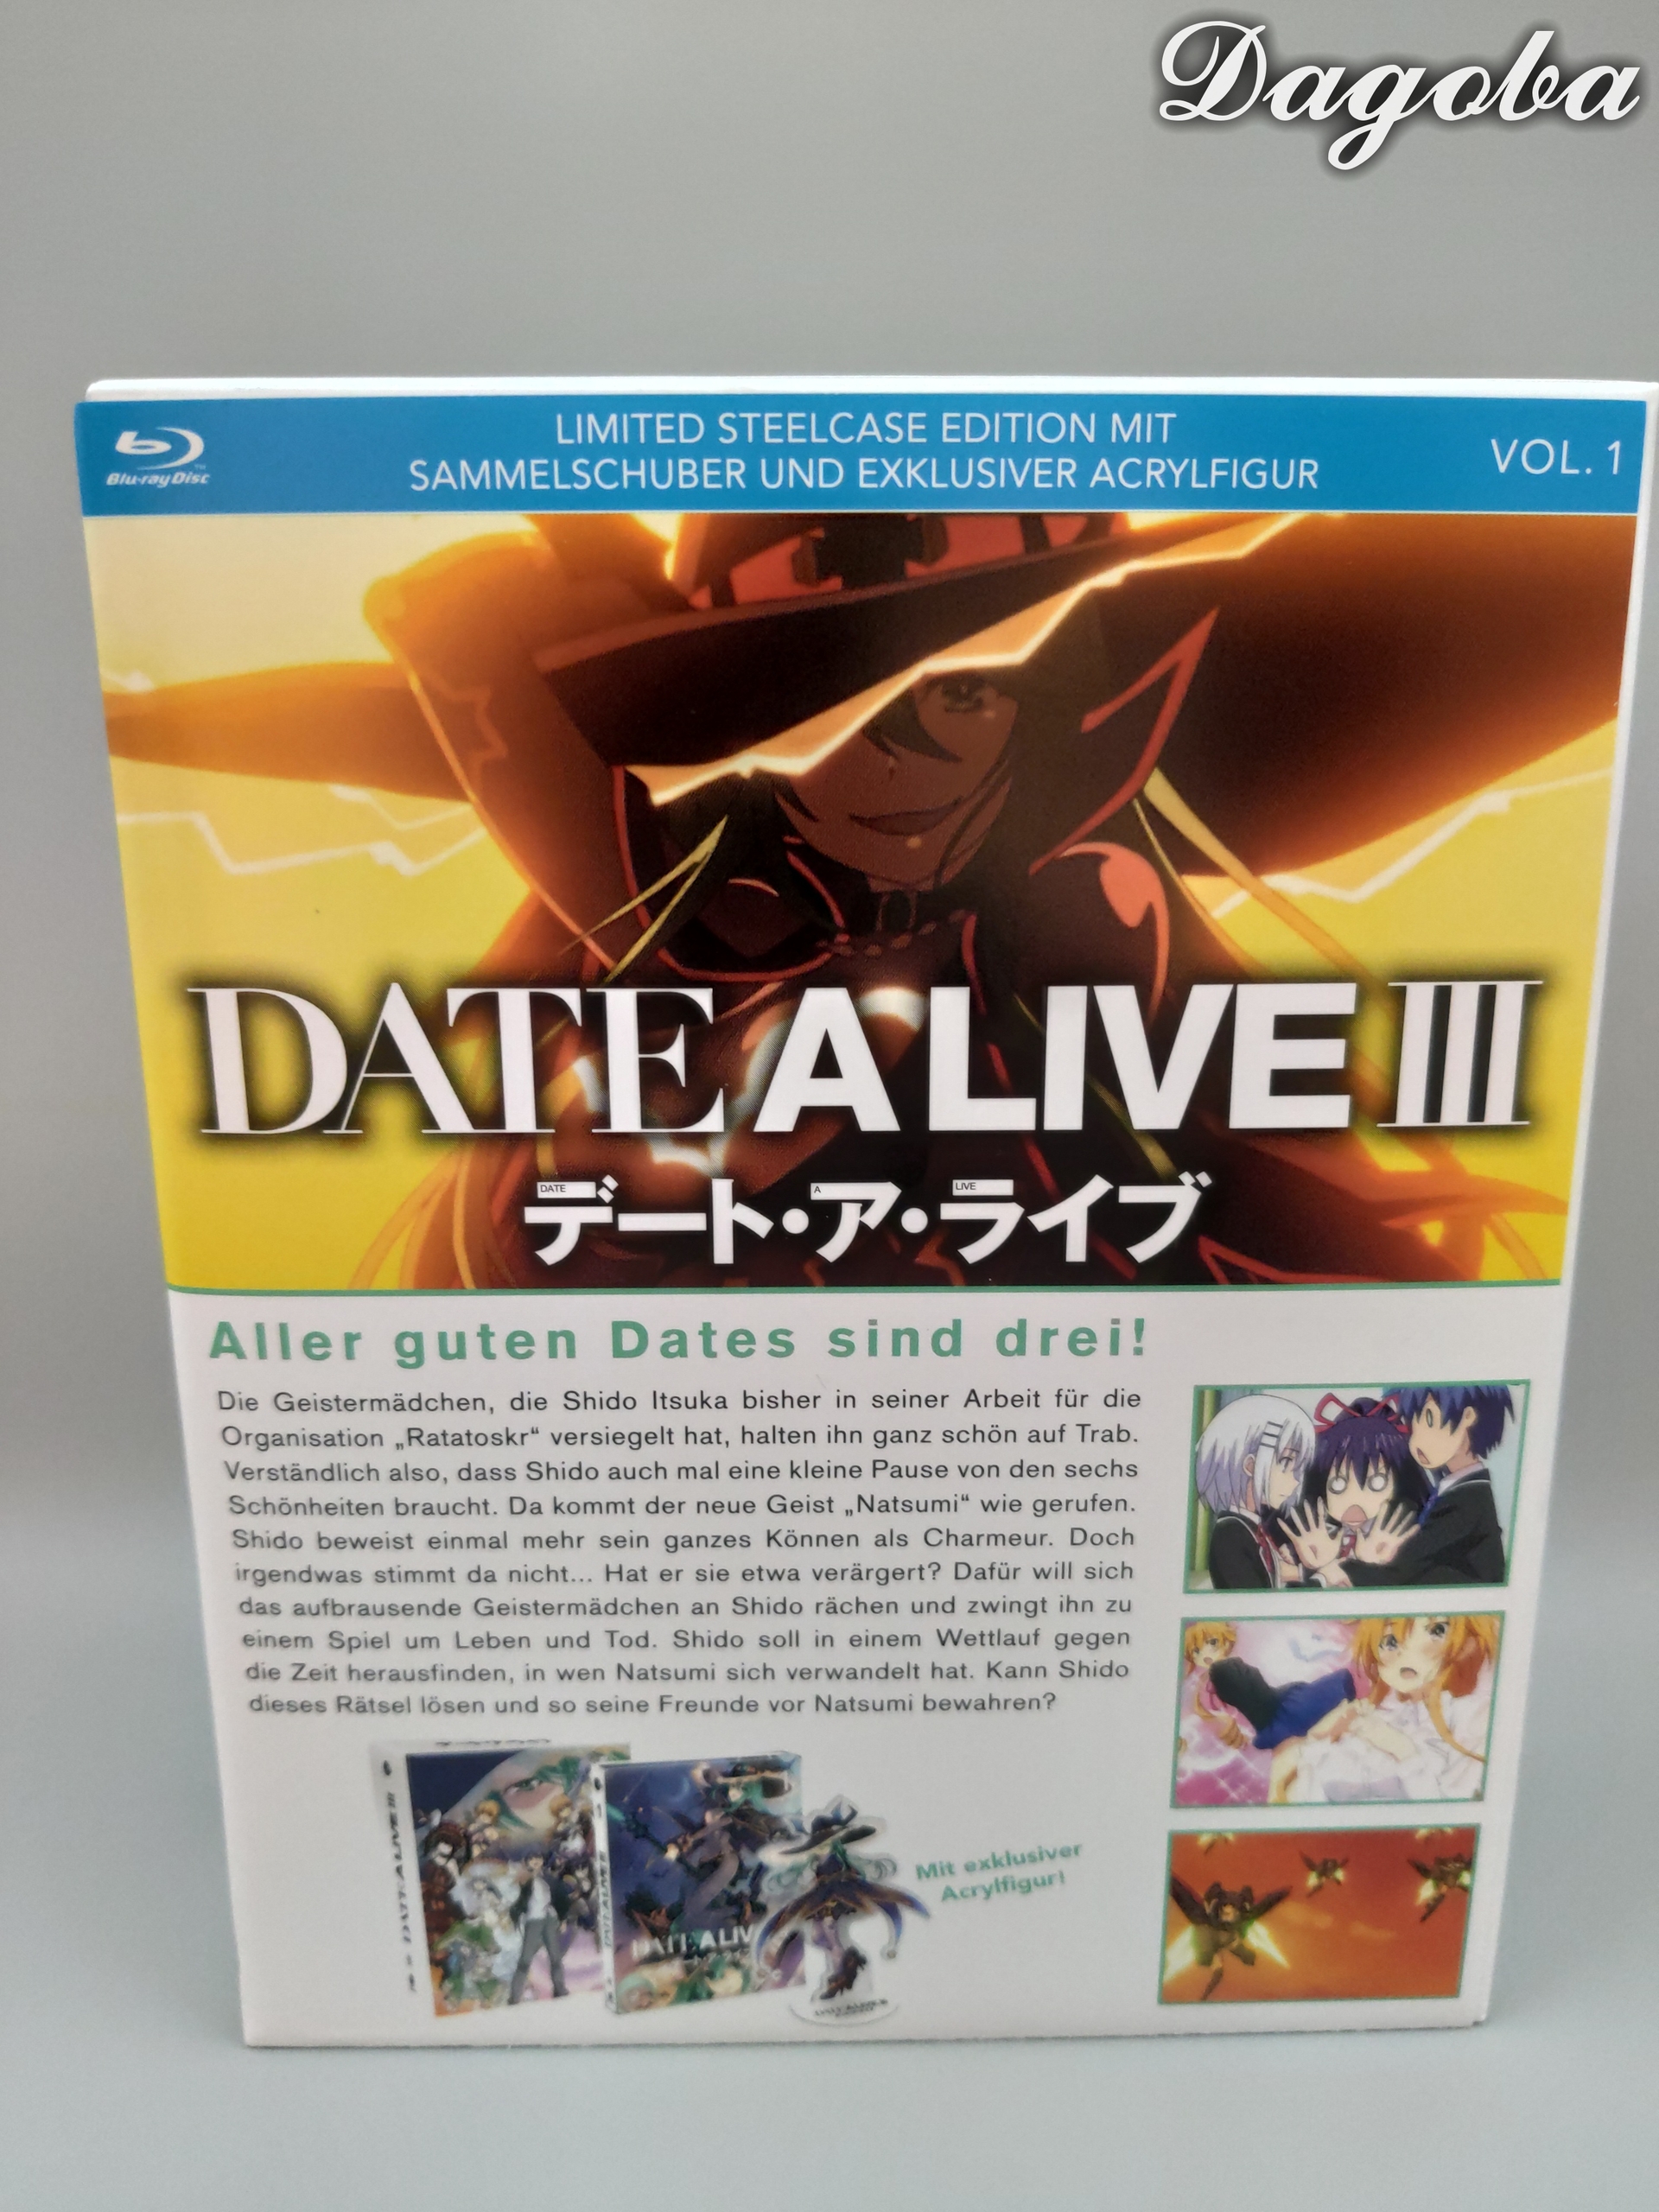 Dagoba
Blu-ray Disc™
LIMITED STEELCASE EDITION MIT
SAMMELSCHUBER UND EXKLUSIVER ACRYLFIGUR
VOL. 1
DATE A LIVE III
DATE A LIVE
デート・ア・ライブ
Aller guten Dates sind drei!
Die Geistermädchen, die Shido Itsuka bisher in seiner Arbeit für die
Organisation „Ratatoskr“ versiegelt hat, halten ihn ganz schön auf Trab.
Verständlich also, dass Shido auch mal eine kleine Pause von den sechs
Schönheiten braucht. Da kommt der neue Geist „Natsumi“ wie gerufen.
Shido beweist einmal mehr sein ganzes Können als Charmeur. Doch
irgendwas stimmt da nicht... Hat er sie etwa verärgert? Dafür will sich
das aufbrausende Geistermädchen an Shido rächen und zwingt ihn zu
einem Spiel um Leben und Tod. Shido soll in einem Wettlauf gegen
die Zeit herausfinden, in wen Natsumi sich verwandelt hat. Kann Shido
dieses Rätsel lösen und so seine Freunde vor Natsumi bewahren?
DATE A LIVE III
DATE A LIV
Mit exklusiver
Acrylfigur!